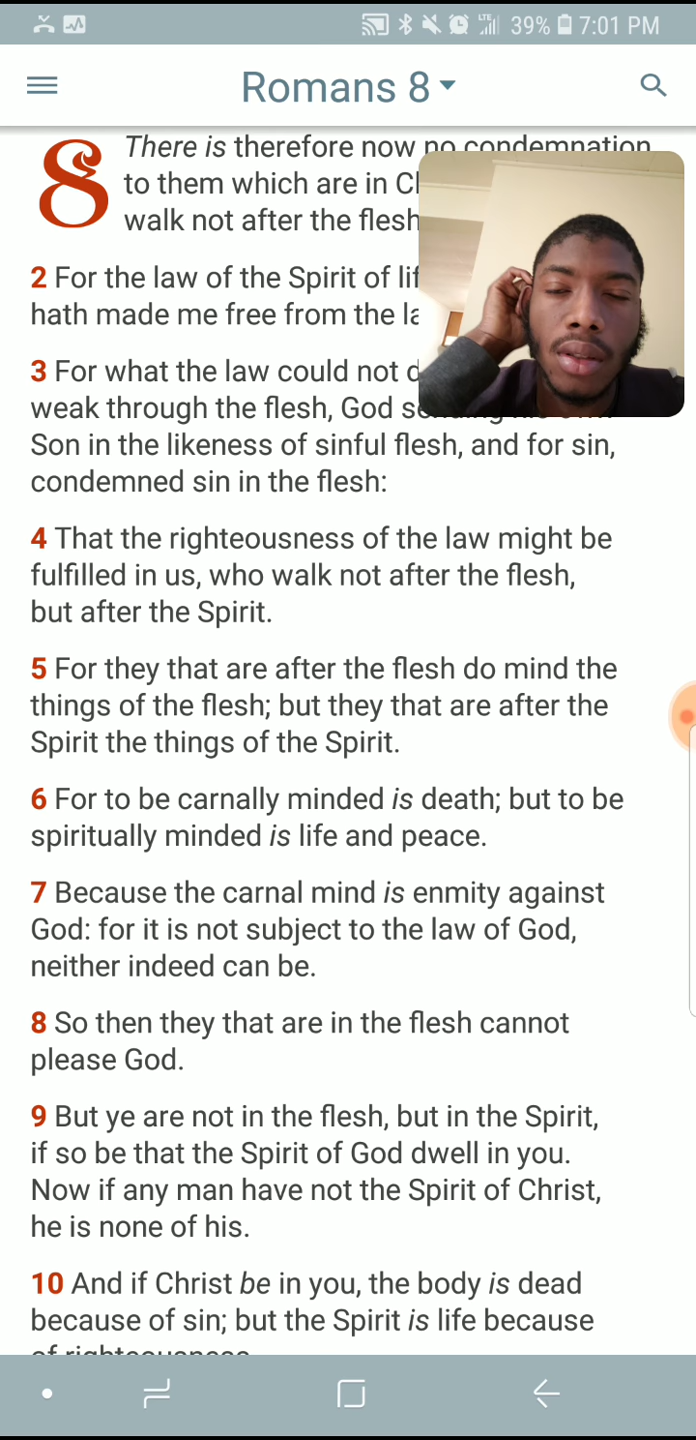 LTE 39% 7:01 PM
Romans 8
8 There is therefore now no condemnation
to them which are in
walk not after the flesh
2 For the law of the Spirit of
hath made me free from the
3 For what the law could not
weak through the flesh, God
Son in the likeness of sinful flesh, and for sin,
condemned sin in the flesh:
4 That the righteousness of the law might be
fulfilled in us, who walk not after the flesh,
but after the Spirit.
5 For they that are after the flesh do mind the
things of the flesh; but they that are after the
Spirit the things of the Spirit.
6 For to be carnally minded is death; but to be
spiritually minded is life and peace.
7 Because the carnal mind is enmity against
God: for it is not subject to the law of God,
neither indeed can be.
8 So then they that are in the flesh cannot
please God.
9 But ye are not in the flesh, but in the Spirit,
if so be that the Spirit of God dwell in you.
Now if any man have not the Spirit of Christ,
he is none of his.
10 And if Christ be in you, the body is dead
because of sin; but the Spirit is life because